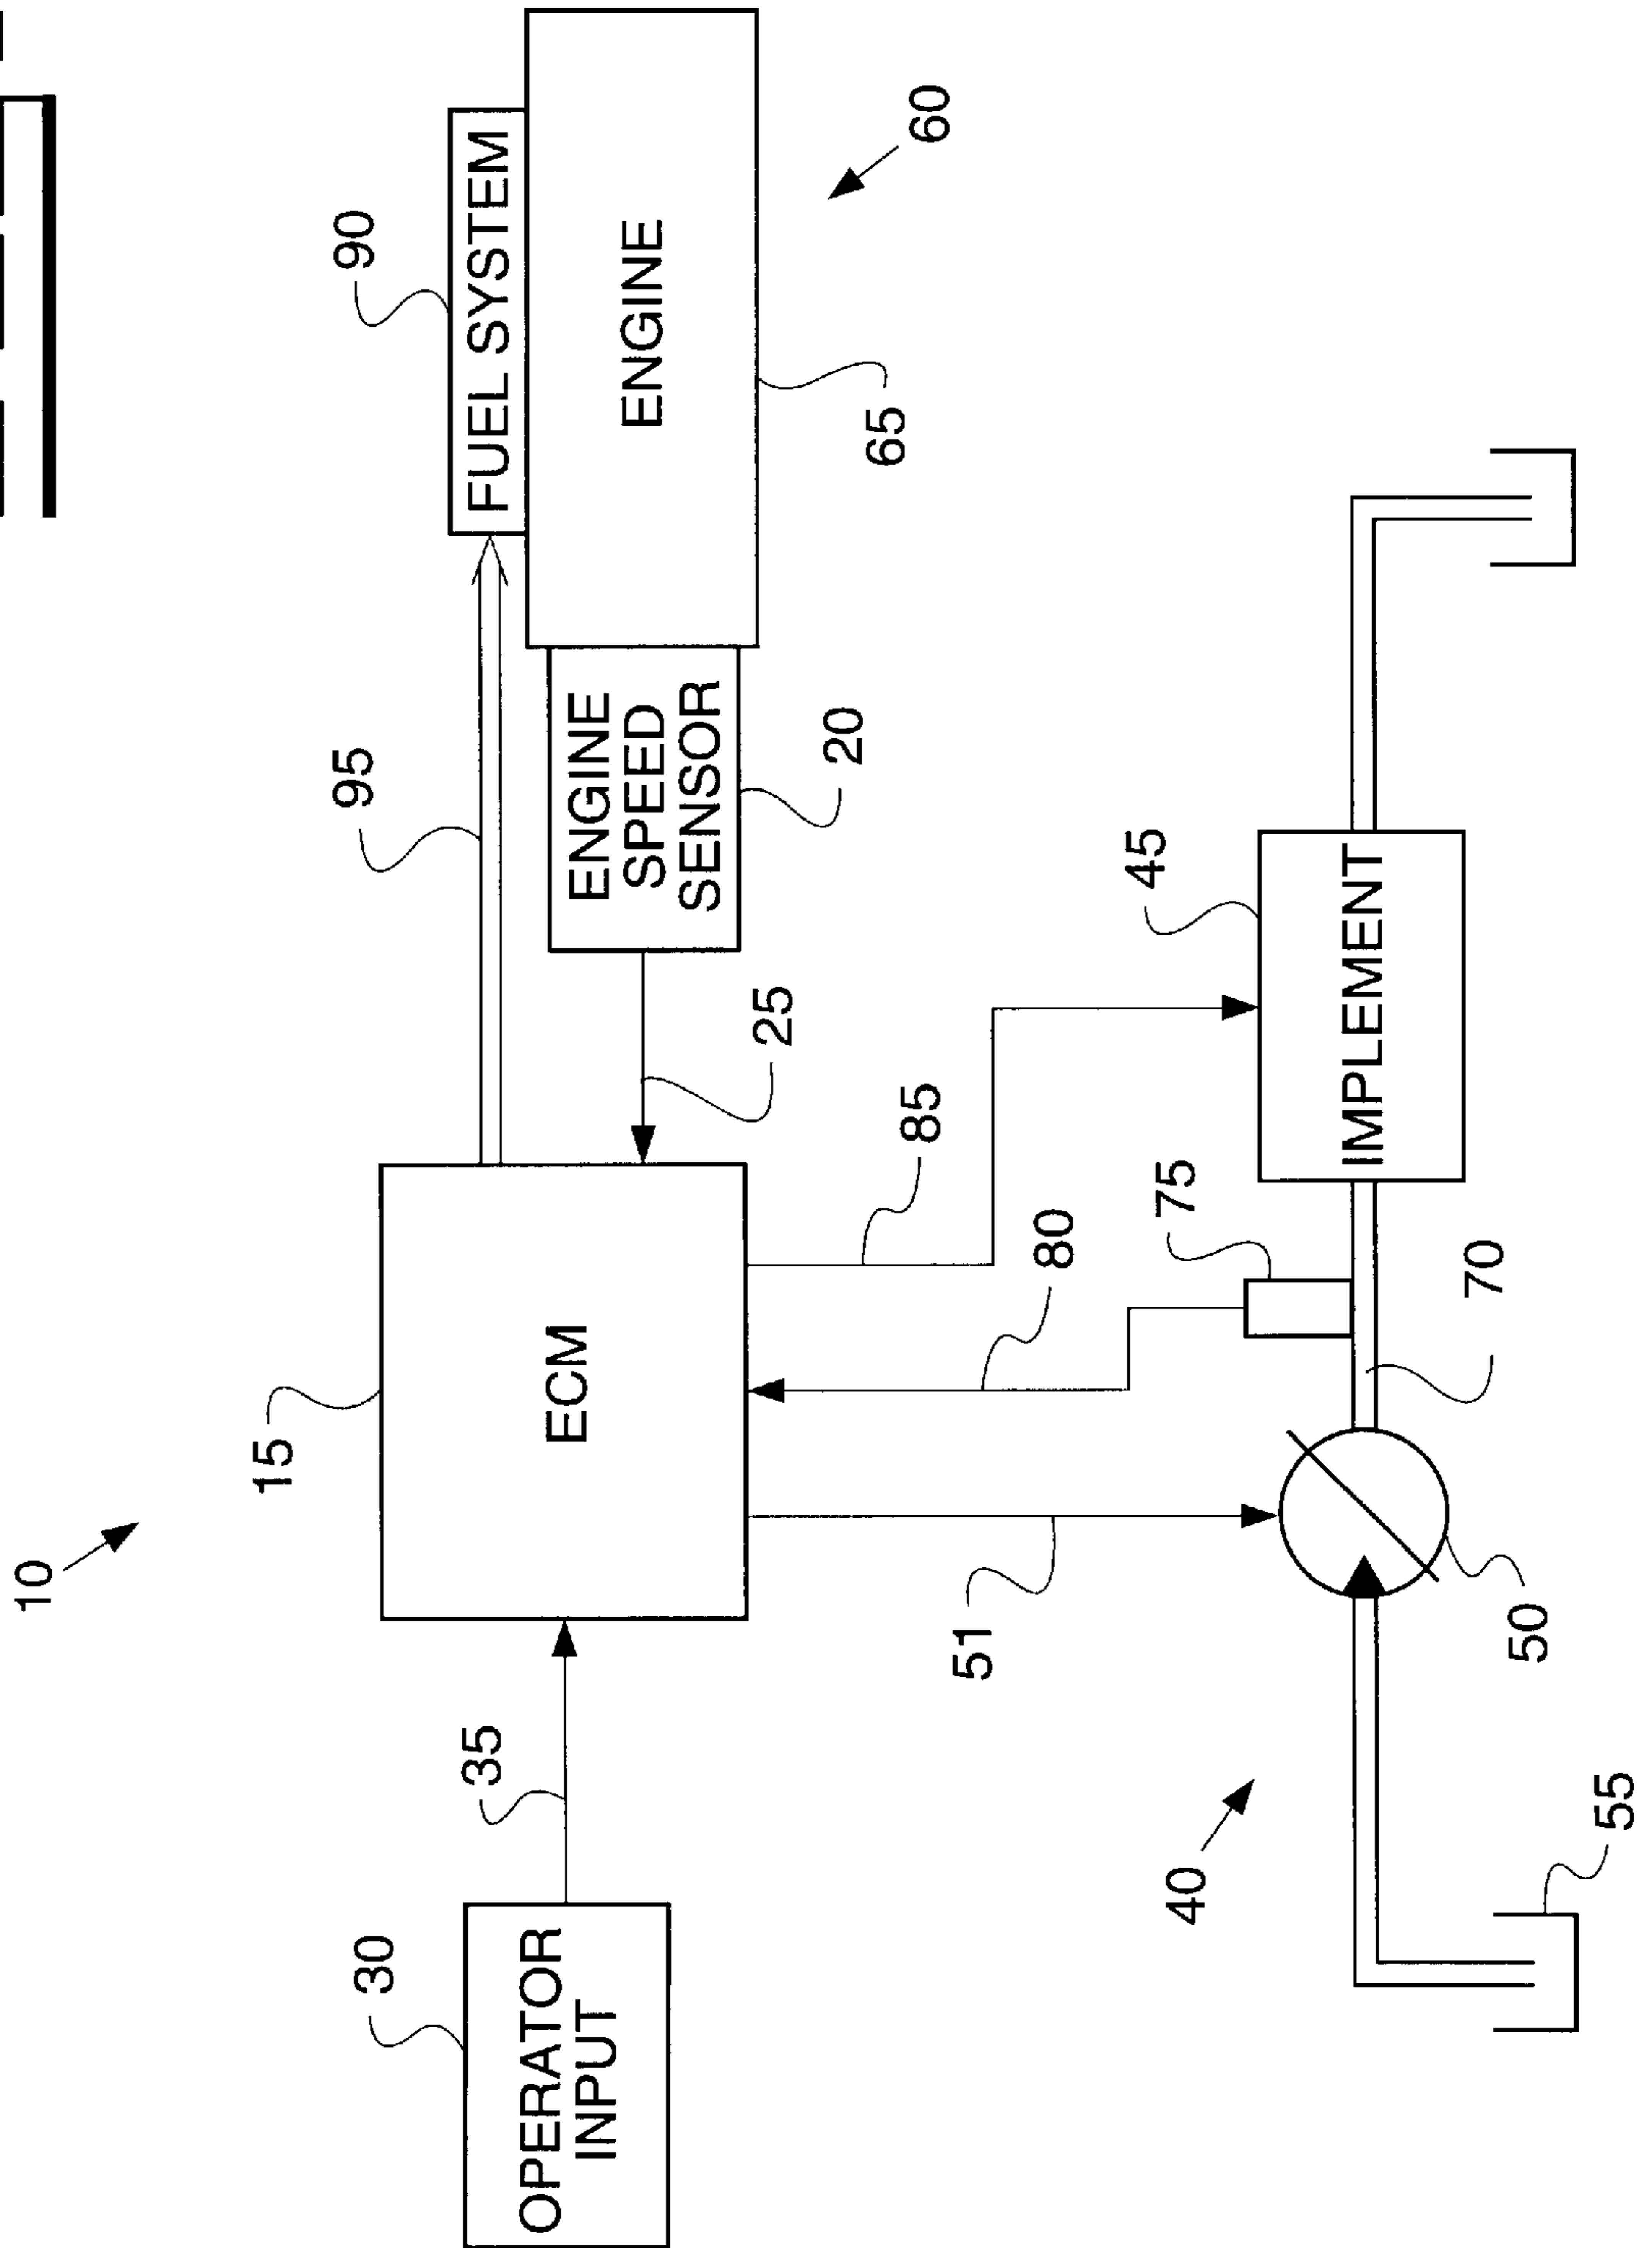 10
15
90
95
FUEL SYSTEM
ENGINE
60
65
ENGINE
SPEED
SENSOR
20
25
ECM
30
35
OPERATOR
INPUT
85
80
51
75
45
IMPLEMENT
70
40
50
55